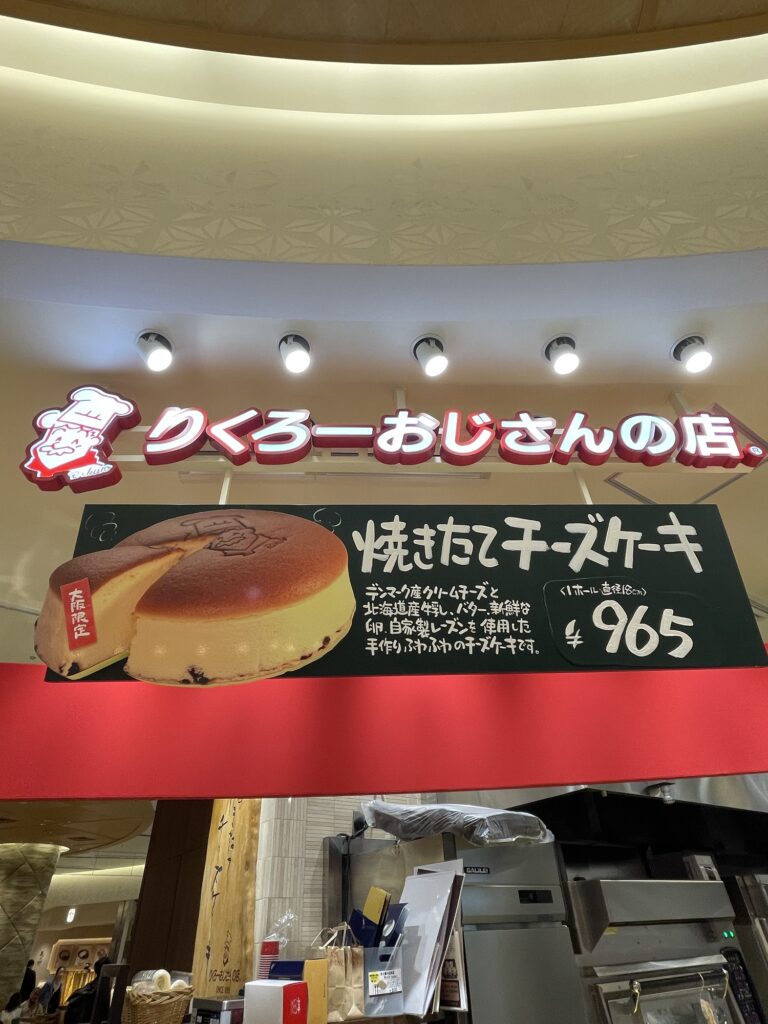 りくろーおじさんの店®
大阪限定
焼きたてチーズケーキ
デンマーク産クリームチーズと
北海道産牛乳、バター、新鮮な
卵、自家製レーズンを使用した
手作りふわふわのチーズケーキです。
〈1ホール 直径18cm〉
¥965
GALILEI